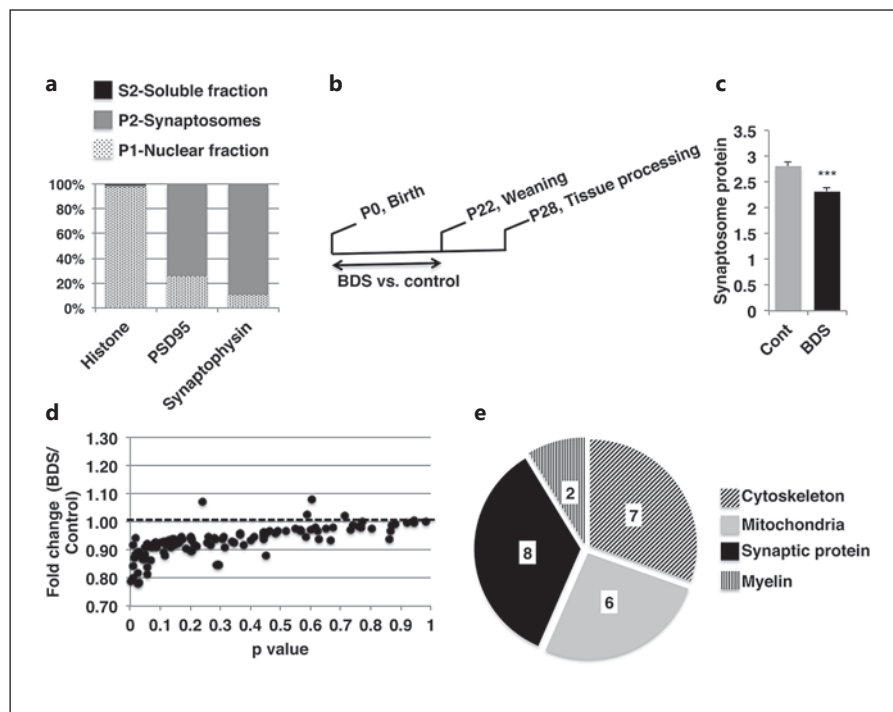 a
S2-Soluble fraction
P2-Synaptosomes
P1-Nuclear fraction
100%
80%
60%
40%
20%
0%
Histone
PSD95
Synaptophysin
b
P0, Birth
P22, Weaning
P28, Tissue processing
BDS vs. control
c
Synaptosome protein
3.5
3
2.5
2
1.5
1
0.5
0
***
Cont
BDS
d
Fold change (BDS/
Control)
1.30
1.20
1.10
1.00
0.90
0.80
0.70
0 0.1 0.2 0.3 0.4 0.5 0.6 0.7 0.8 0.9 1
p value
e
2
7
8
6
Cytoskeleton
Mitochondria
Synaptic protein
Myelin